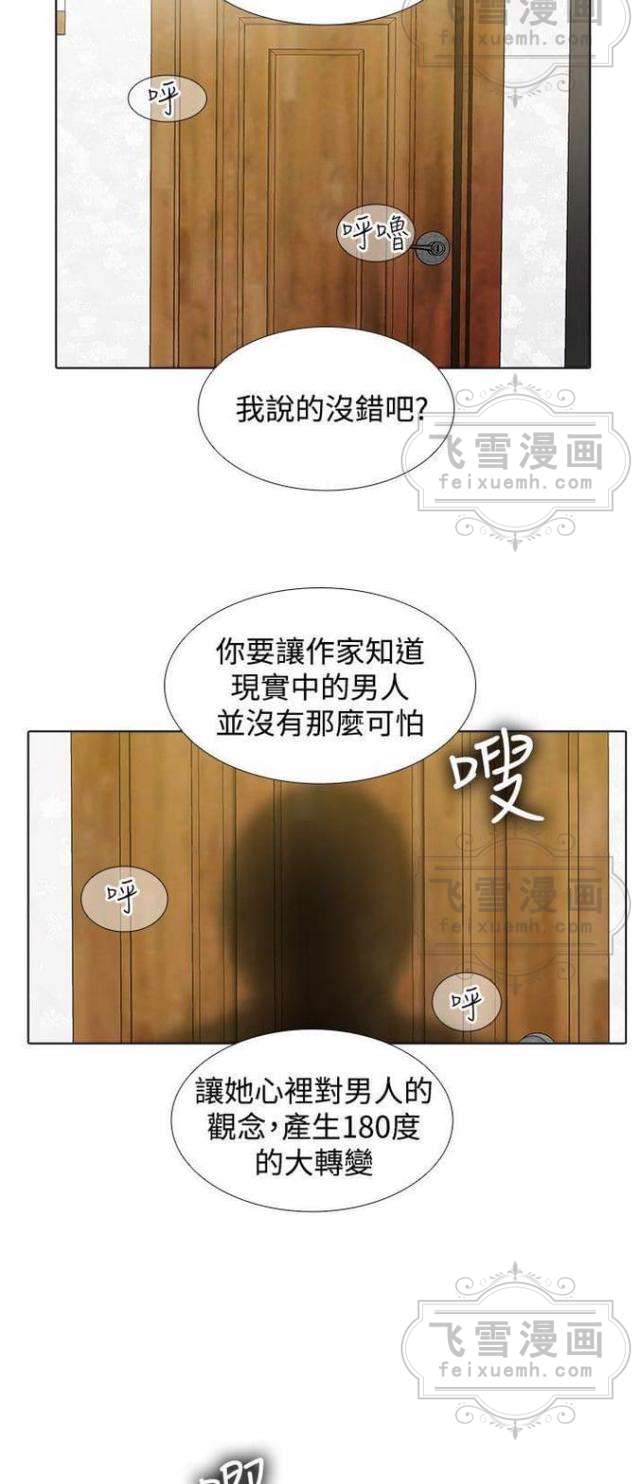 飞雪漫画
feixuemh.com
呼
呼嚕
我說的沒錯吧?
飞雪漫画
feixuemh.com
你要讓作家知道
現實中的男人
並沒有那麼可怕
嗖
呼
飞雪漫画
feixuemh.com
呼
讓她心裡對男人的
觀念，產生180度
的大轉變
飞雪漫画
feixuemh.com